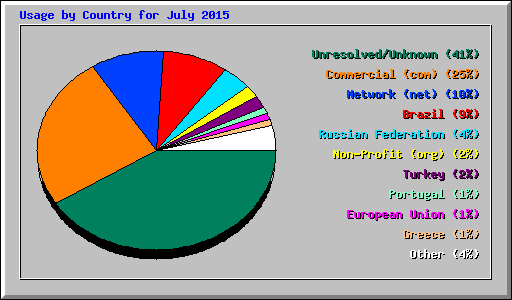 Usage by Country for July 2015
Unresolved/Unknown (41%)
Commercial (com) (25%)
Network (net) (10%)
Brazil (9%)
Russian Federation (4%)
Non-Profit (org) (2%)
Turkey (2%)
Portugal (1%)
European Union (1%)
Greece (1%)
Other (4%)